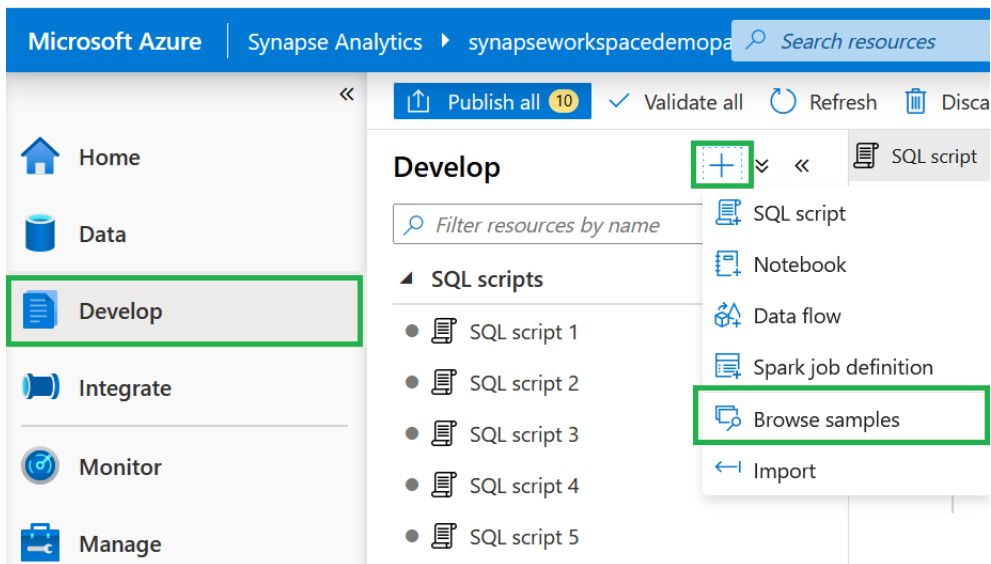 Microsoft Azure Synapse Analytics synapseworkspacedemopa Search resources
Publish all 10 Validate all Refresh Disca
Home
Data
Develop
Integrate
Monitor
Manage
Develop
Filter resources by name
SQL scripts
SQL script 1
SQL script 2
SQL script 3
SQL script 4
SQL script 5
SQL script
SQL script
Notebook
Data flow
Spark job definition
Browse samples
Import